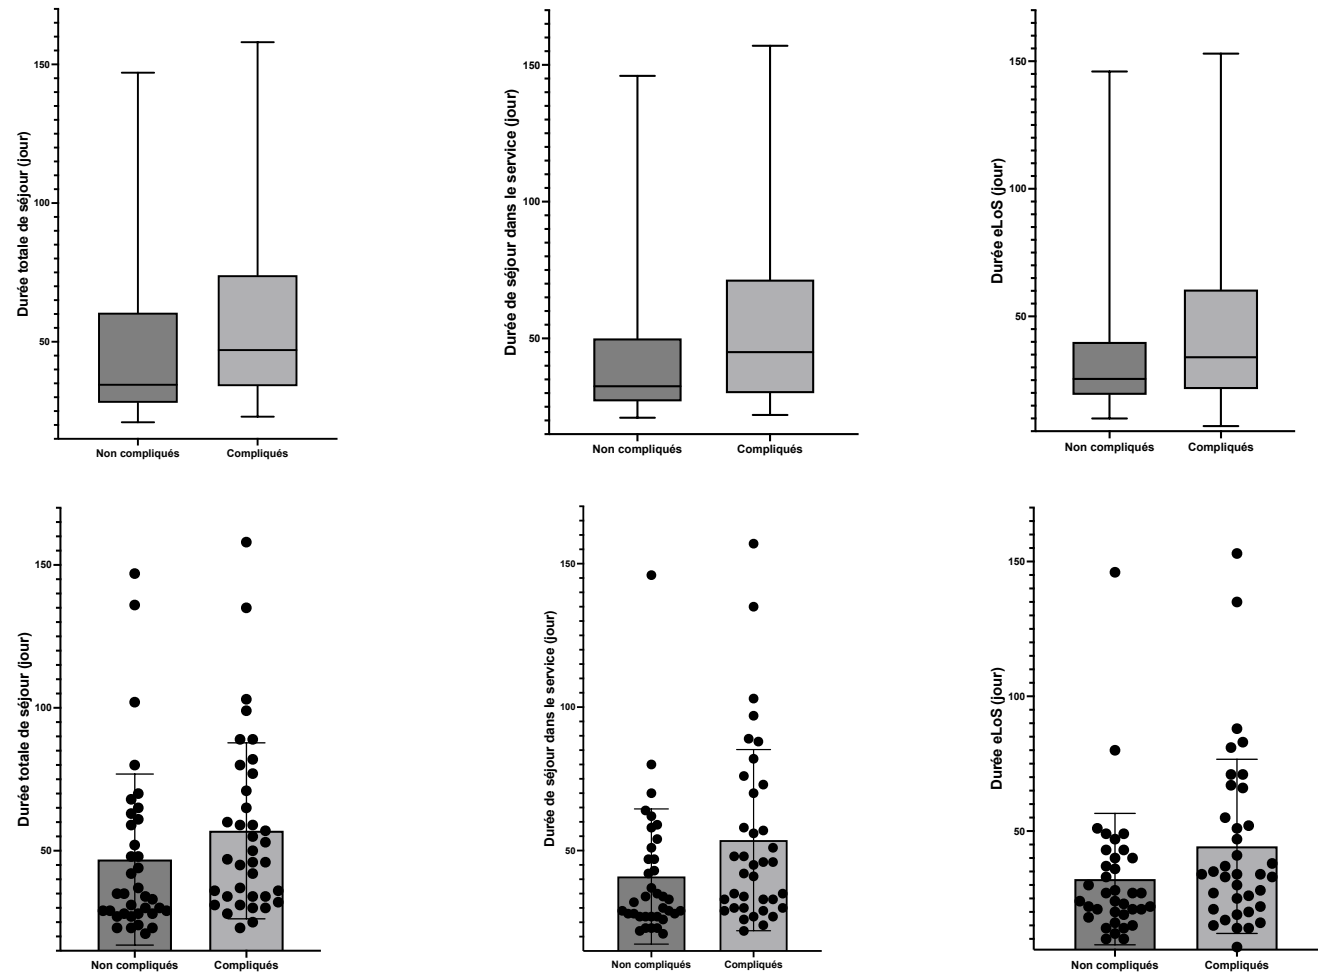 Durée totale de séjour (jour)
150
100
50
Non compliqués
Compliqués
Durée de séjour dans le service (jour)
150
100
50
Non compliqués
Compliqués
Durée eLoS (jour)
150
100
50
Non compliqués
Compliqués
Durée totale de séjour (jour)
150
100
50
Non compliqués
Compliqués
Durée de séjour dans le service (jour)
150
100
50
Non compliqués
Compliqués
Durée eLoS (jour)
150
100
50
Non compliqués
Compliqués